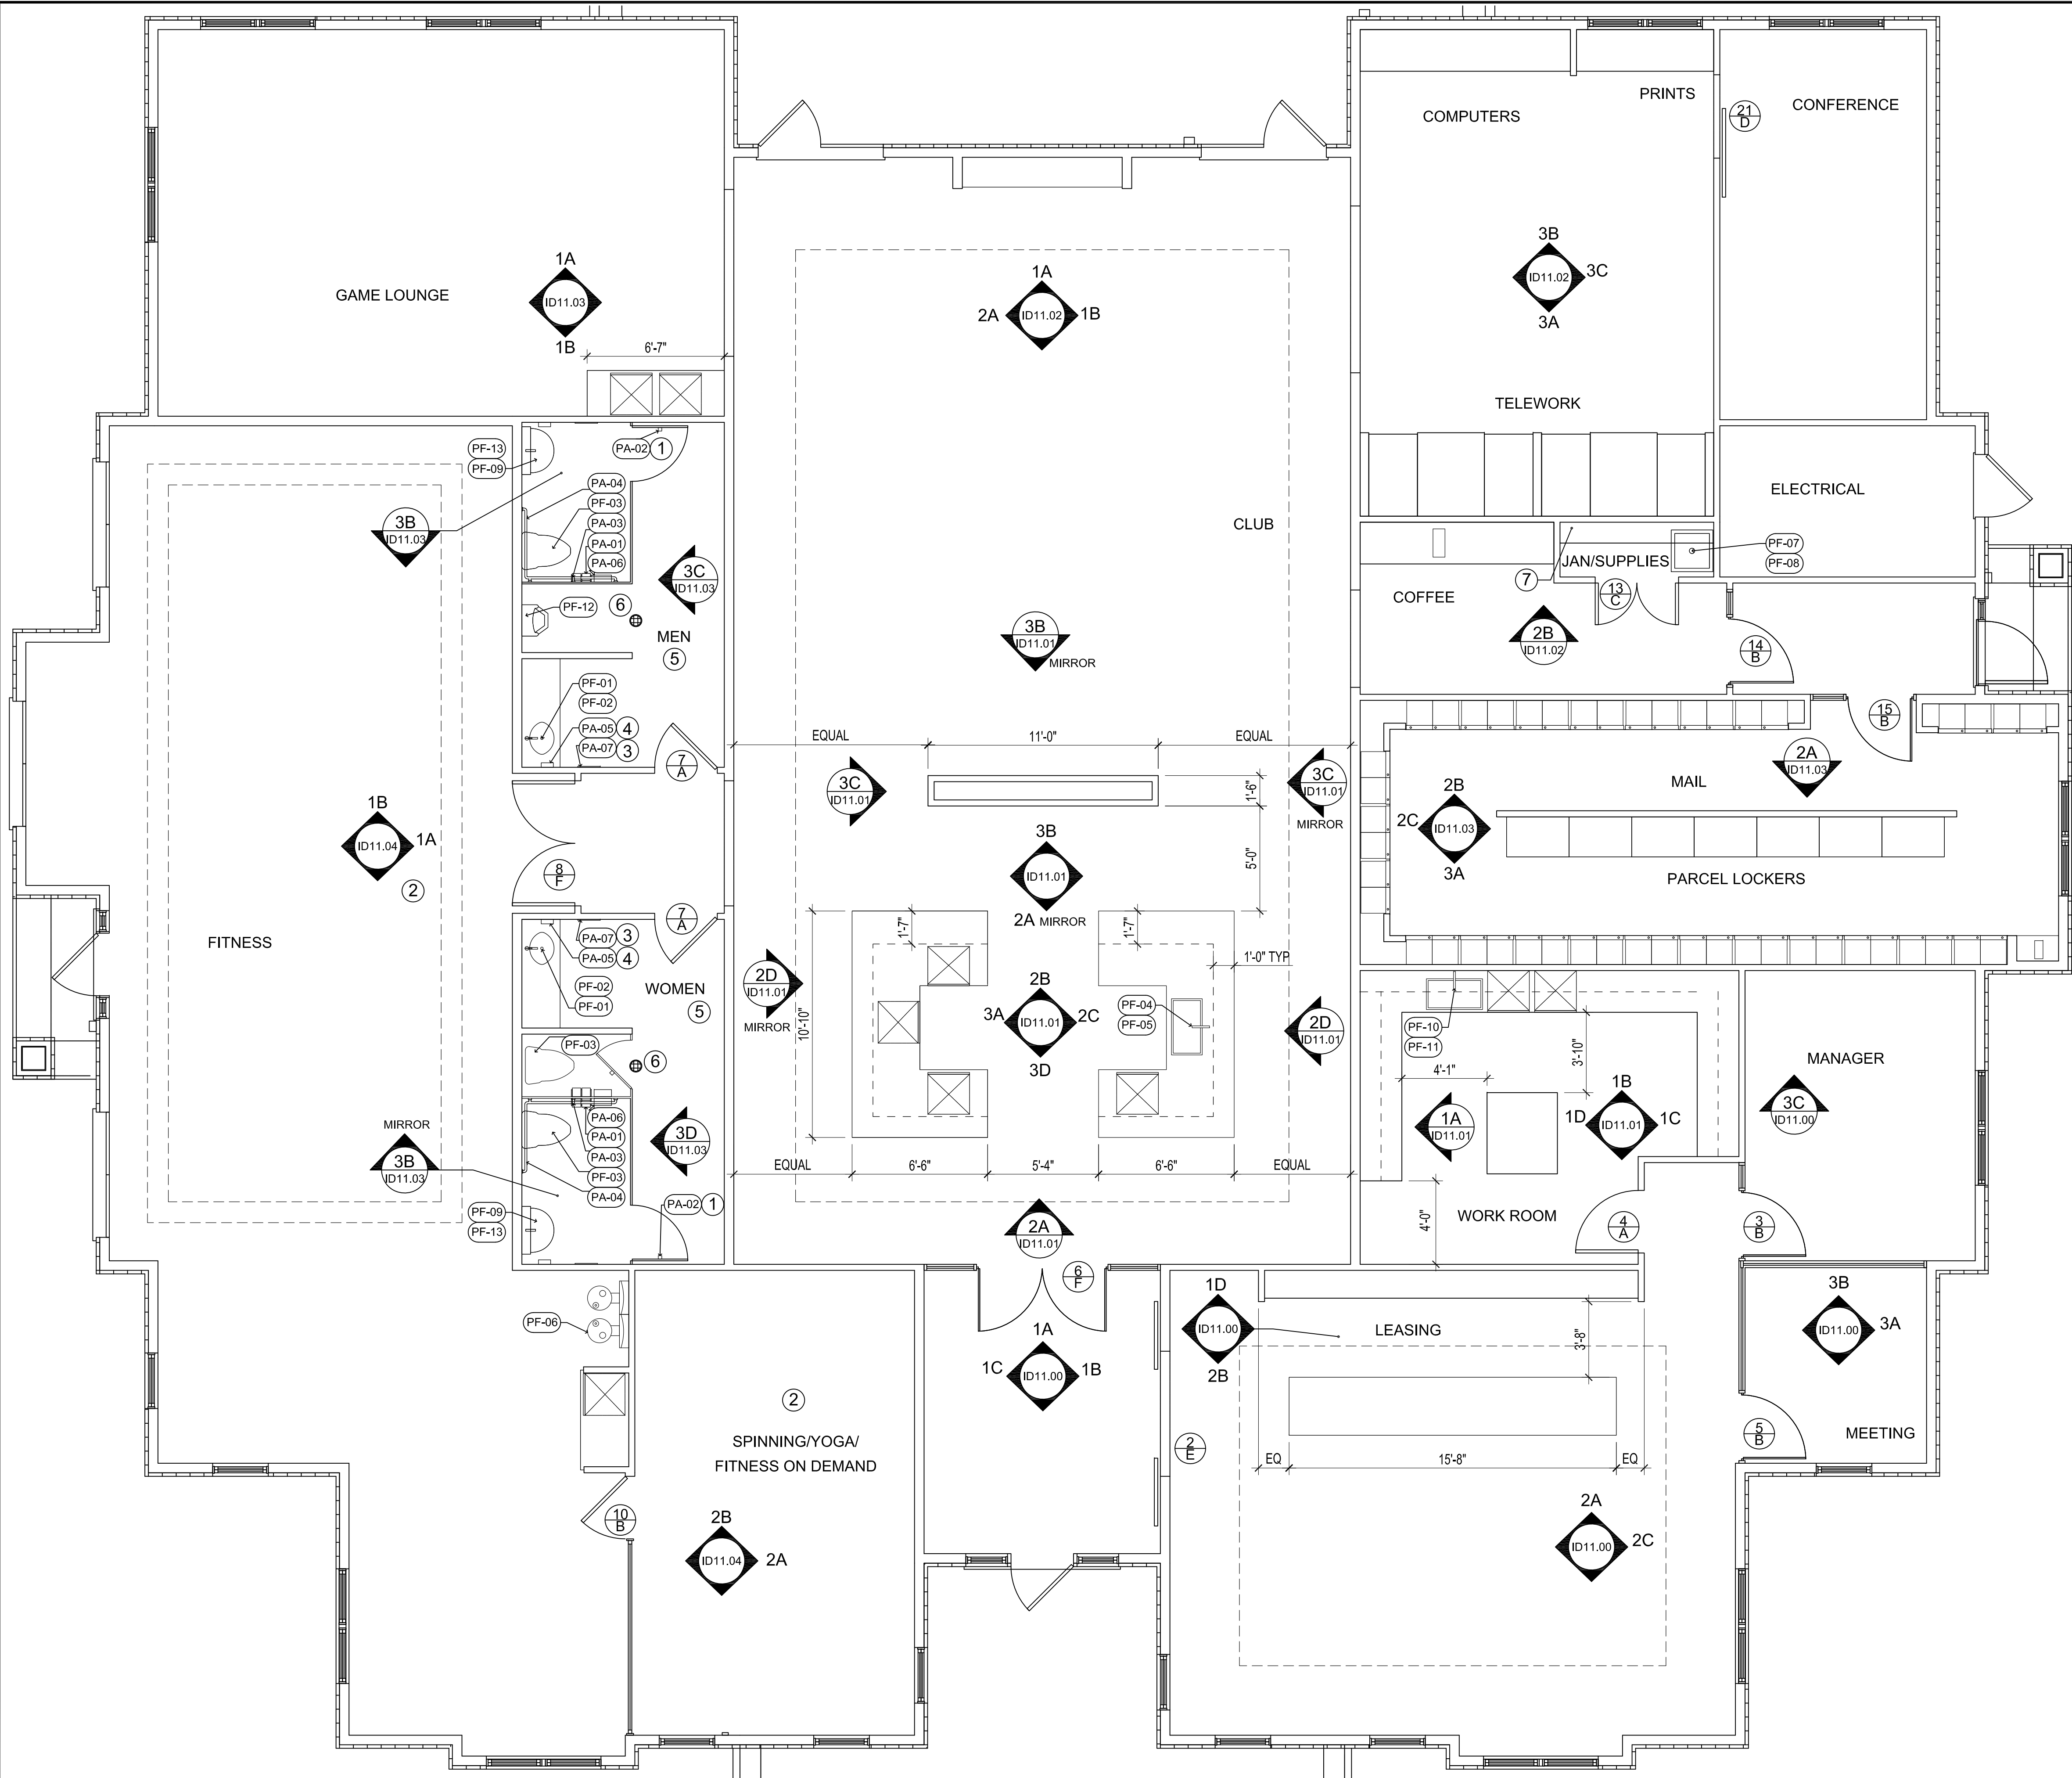 PRINTS
COMPUTERS
CONFERENCE
21
D
GAME LOUNGE
1A
ID11.03
1B
6'-7"
1A
2A
ID11.02
1B
3B
ID11.02
3C
3A
TELEWORK
ELECTRICAL
CLUB
PF-13
PF-09
PA-02
1
PA-04
PF-03
PA-03
PA-01
PA-06
3B
ID11.03
3C
ID11.03
PF-12
6
MEN
5
PF-01
PF-02
PA-05
4
PA-07
3
7
A
JAN/SUPPLIES
PF-07
PF-08
7
13
C
COFFEE
2B
ID11.02
14
B
15
B
3B
ID11.01
MIRROR
EQUAL
11'-0"
EQUAL
3C
ID11.01
1'-6"
3C
ID11.01
MIRROR
5'-0"
3B
ID11.01
2A MIRROR
2A
ID11.03
MAIL
2B
2C
ID11.03
3A
PARCEL LOCKERS
1B
ID11.04
1A
2
8
F
7
A
FITNESS
PA-07
3
PA-05
4
PF-02
PF-01
WOMEN
5
PF-03
6
PA-06
PA-01
PA-03
PF-03
PA-04
3D
ID11.03
MIRROR
3B
ID11.03
PA-02
1
PF-09
PF-13
2D
ID11.01
MIRROR
10'-10"
1'-7"
1'-7"
1'-0" TYP
2B
3A
ID11.01
2C
3D
PF-04
PF-05
2D
ID11.01
EQUAL
6'-6"
5'-4"
6'-6"
EQUAL
2A
ID11.01
6
F
PF-10
PF-11
3'-10"
4'-1"
1A
ID11.01
1B
1D
ID11.01
1C
4'-0"
WORK ROOM
4
A
MANAGER
3C
ID11.00
3
B
PF-06
2
SPINNING/YOGA/
FITNESS ON DEMAND
10
B
2B
ID11.04
2A
1A
1C
ID11.00
1B
1D
ID11.00
2B
LEASING
3'-8"
2
E
EQ
15'-8"
EQ
2A
ID11.00
2C
3B
ID11.00
3A
5
B
MEETING